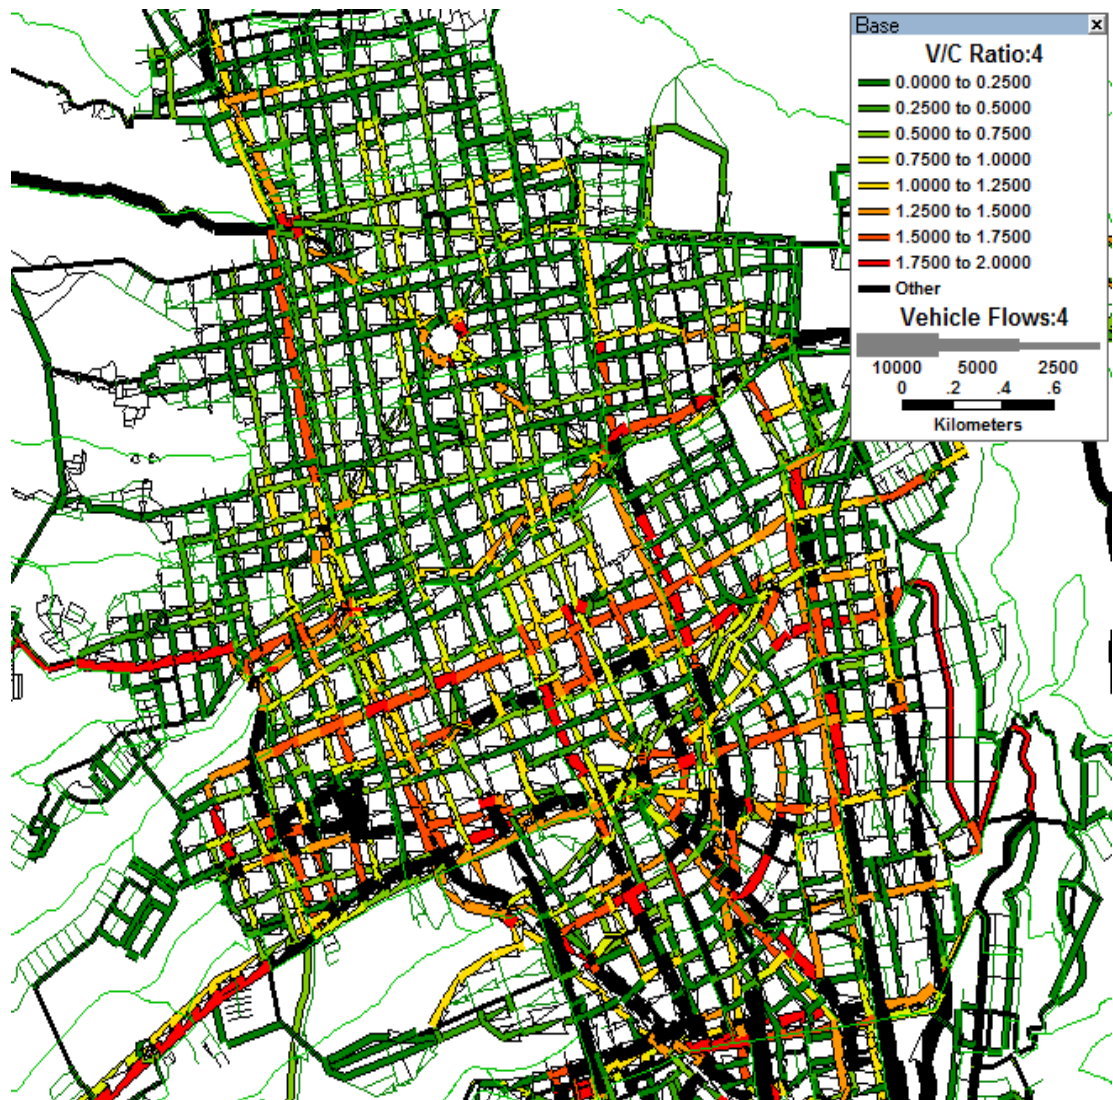 Base
V/C Ratio:4
0.0000 to 0.2500
0.2500 to 0.5000
0.5000 to 0.7500
0.7500 to 1.0000
1.0000 to 1.2500
1.2500 to 1.5000
1.5000 to 1.7500
1.7500 to 2.0000
Other
Vehicle Flows:4
10000 5000 2500
0 .2 .4 .6
Kilometers